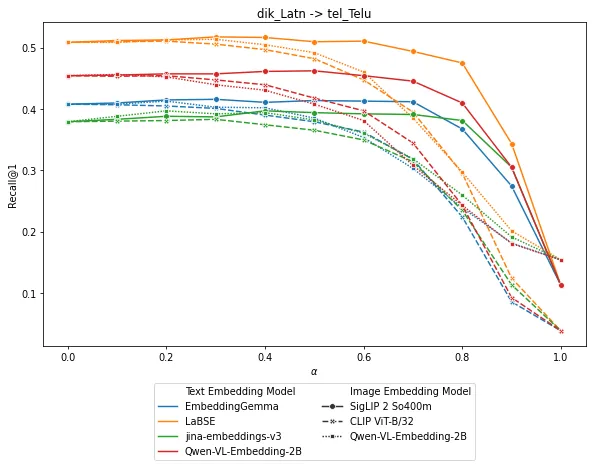 dik_Latn -> tel_Telu
Recall@1
0.5
0.4
0.3
0.2
0.1
0.0 0.2 0.4 0.6 0.8 1.0
α
Text Embedding Model
EmbeddingGemma
LaBSE
jina-embeddings-v3
Qwen-VL-Embedding-2B
Image Embedding Model
SigLIP 2 So400m
CLIP ViT-B/32
Qwen-VL-Embedding-2B